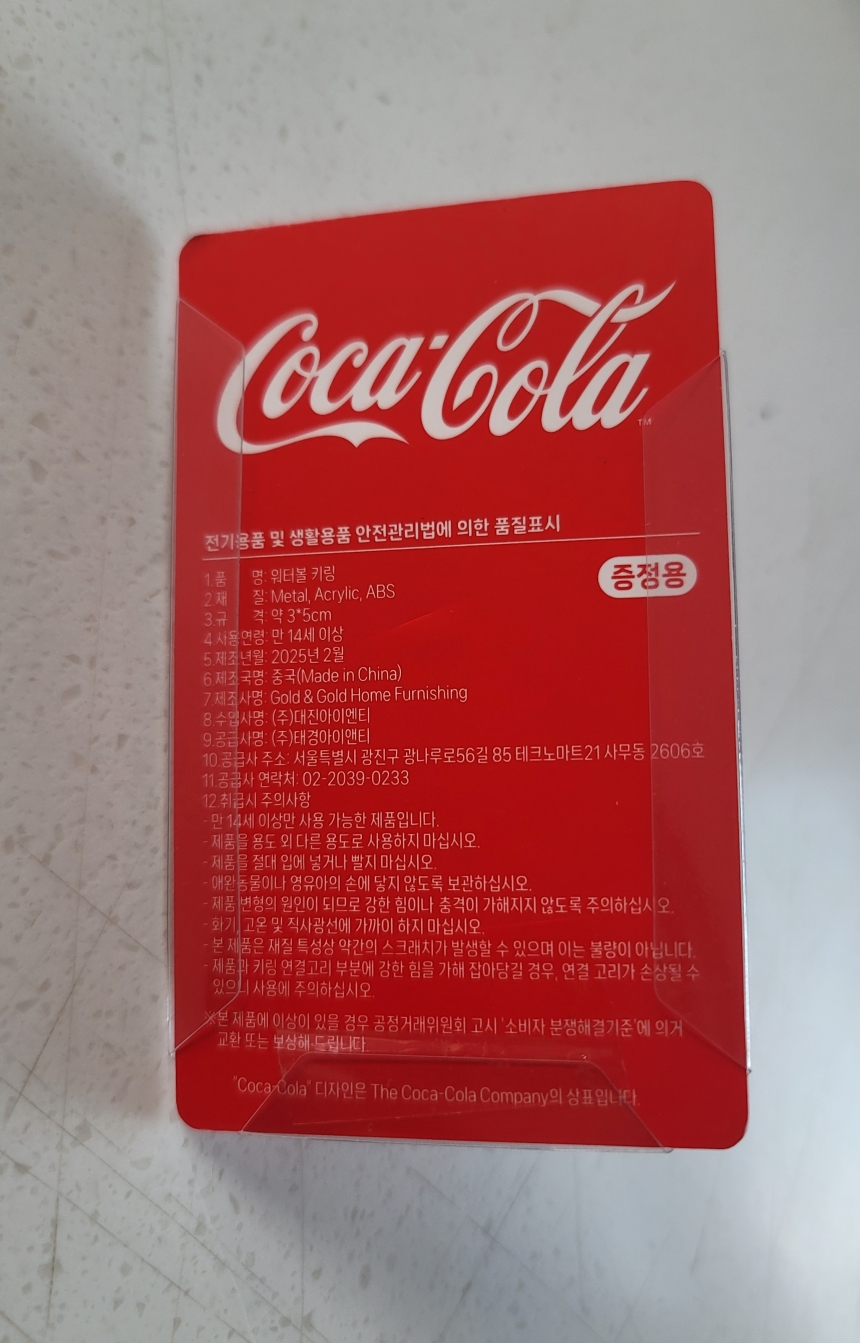 Coca-Cola
TM
전기용품 및 생활용품 안전관리법에 의한 품질표시
증정용
1.품 명: 워터볼 키링
2.재 질: Metal, Acrylic, ABS
3.규 격: 약 3*5cm
4.사용연령: 만 14세 이상
5.제조년월: 2025년 2월
6.제조국명: 중국(Made in China)
7.제조사명: Gold & Gold Home Furnishing
8.수입사명: (주)대진아이엔티
9.공급사명: (주)태경아이앤티
10.공급사 주소: 서울특별시 광진구 광나루로56길 85 테크노마트21 사무동 2606호
11.공급사 연락처: 02-2039-0233
12.취급시 주의사항
- 만 14세 이상만 사용 가능한 제품입니다.
- 제품을 용도 외 다른 용도로 사용하지 마십시오.
- 제품을 절대 입에 넣거나 빨지 마십시오.
- 애완동물이나 영유아의 손에 닿지 않도록 보관하십시오.
- 제품 변형의 원인이 되므로 강한 힘이나 충격이 가해지지 않도록 주의하십시오.
- 화기, 고온 및 직사광선에 가까이 하지 마십시오.
- 본 제품은 재질 특성상 약간의 스크래치가 발생할 수 있으며 이는 불량이 아닙니다.
- 제품과 키링 연결고리 부분에 강한 힘을 가해 잡아당길 경우, 연결 고리가 손상될 수
있으니 사용에 주의하십시오.
※본 제품에 이상이 있을 경우 공정거래위원회 고시 '소비자 분쟁해결기준'에 의거
교환 또는 보상해 드립니다.
"Coca-Cola" 디자인은 The Coca-Cola Company의 상표입니다.